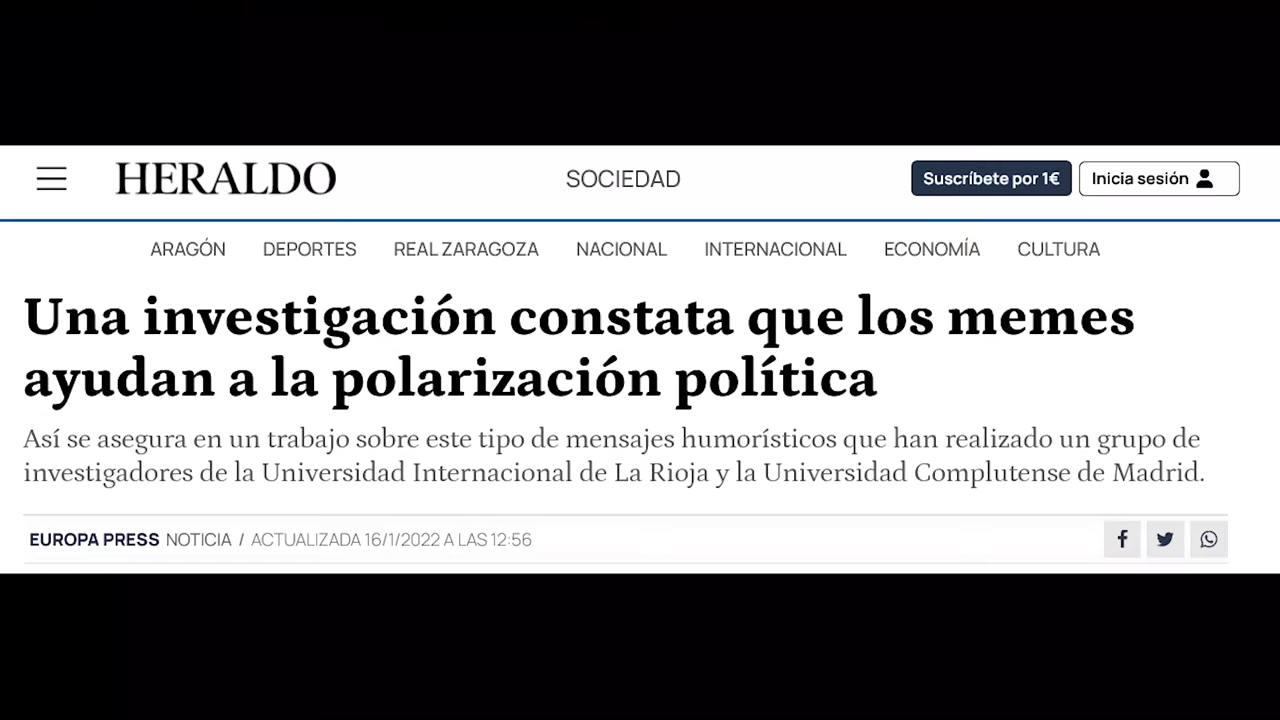 HERALDO
SOCIEDAD
Suscríbete por 1€
Inicia sesión
ARAGÓN DEPORTES REAL ZARAGOZA NACIONAL INTERNACIONAL ECONOMÍA CULTURA
Una investigación constata que los memes
ayudan a la polarización política
Así se asegura en un trabajo sobre este tipo de mensajes humorísticos que han realizado un grupo de
investigadores de la Universidad Internacional de La Rioja y la Universidad Complutense de Madrid.
EUROPA PRESS NOTICIA / ACTUALIZADA 16/1/2022 A LAS 12:56